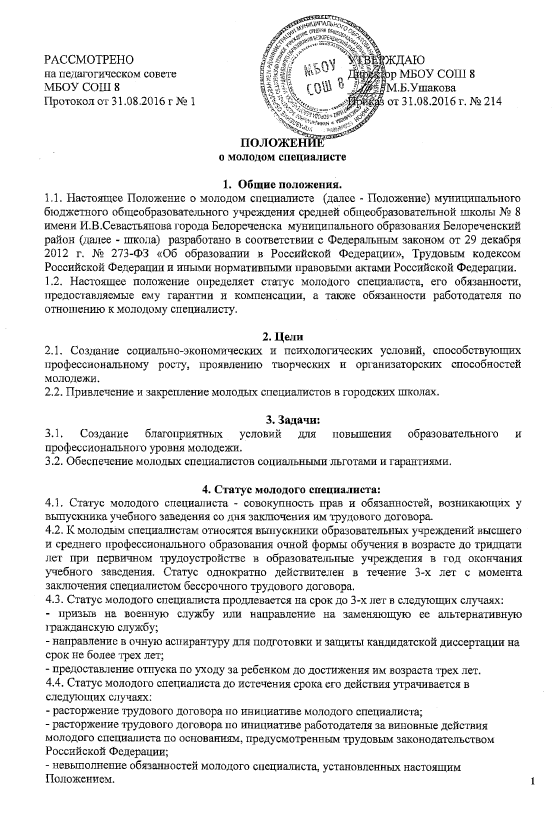 РАССМОТРЕНО
на педагогическом совете
МБОУ СОШ 8
Протокол от 31.08.2016 г № 1
УТВЕРЖДАЮ
Директор МБОУ СОШ 8
М.Б.Ушакова
Приказ от 31.08.2016 г. № 214
МБОУ
СОШ 8
ПОЛОЖЕНИЕ
о молодом специалисте
1. Общие положения.
1.1. Настоящее Положение о молодом специалисте (далее - Положение) муниципального
бюджетного общеобразовательного учреждения средней общеобразовательной школы № 8
имени И.В.Севастьянова города Белореченска муниципального образования Белореченский
район (далее - школа) разработано в соответствии с Федеральным законом от 29 декабря
2012 г. № 273-ФЗ «Об образовании в Российской Федерации», Трудовым кодексом
Российской Федерации и иными нормативными правовыми актами Российской Федерации.
1.2. Настоящее положение определяет статус молодого специалиста, его обязанности,
предоставляемые ему гарантии и компенсации, а также обязанности работодателя по
отношению к молодому специалисту.
2. Цели
2.1. Создание социально-экономических и психологических условий, способствующих
профессиональному росту, проявлению творческих и организаторских способностей
молодежи.
2.2. Привлечение и закрепление молодых специалистов в городских школах.
3. Задачи:
3.1. Создание благоприятных условий для повышения образовательного и
профессионального уровня молодежи.
3.2. Обеспечение молодых специалистов социальными льготами и гарантиями.
4. Статус молодого специалиста:
4.1. Статус молодого специалиста - совокупность прав и обязанностей, возникающих у
выпускника учебного заведения со дня заключения им трудового договора.
4.2. К молодым специалистам относятся выпускники образовательных учреждений высшего
и среднего профессионального образования очной формы обучения в возрасте до тридцати
лет при первичном трудоустройстве в образовательные учреждения в год окончания
учебного заведения. Статус однократно действителен в течение 3-х лет с момента
заключения специалистом бессрочного трудового договора.
4.3. Статус молодого специалиста продлевается на срок до 3-х лет в следующих случаях:
- призыв на военную службу или направление на заменяющую ее альтернативную
гражданскую службу;
- направление в очную аспирантуру для подготовки и защиты кандидатской диссертации на
срок не более трех лет;
- предоставление отпуска по уходу за ребенком до достижения им возраста трех лет.
4.4. Статус молодого специалиста до истечения срока его действия утрачивается в
следующих случаях:
- расторжение трудового договора по инициативе молодого специалиста;
- расторжение трудового договора по инициативе работодателя за виновные действия
молодого специалиста по основаниям, предусмотренным трудовым законодательством
Российской Федерации;
- невыполнение обязанностей молодого специалиста, установленных настоящим
Положением.
1